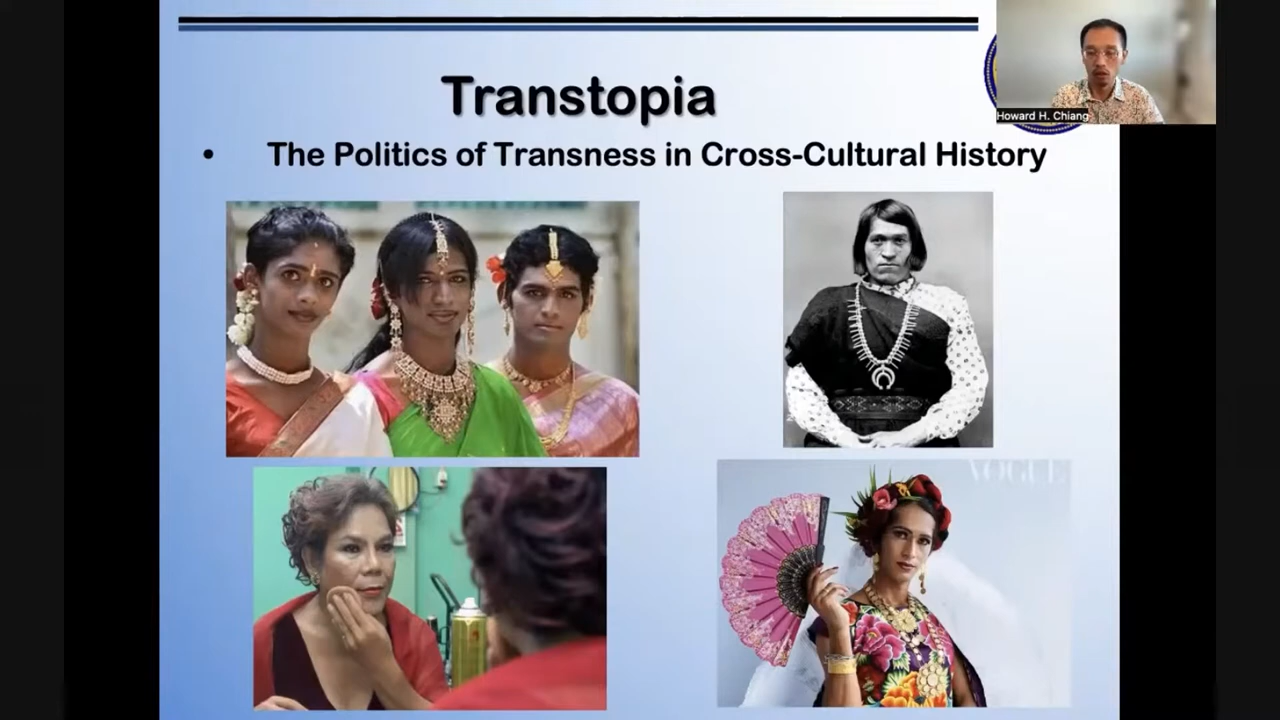 Transtopia
Howard H. Chiang
• The Politics of Transness in Cross-Cultural History
VOGUE